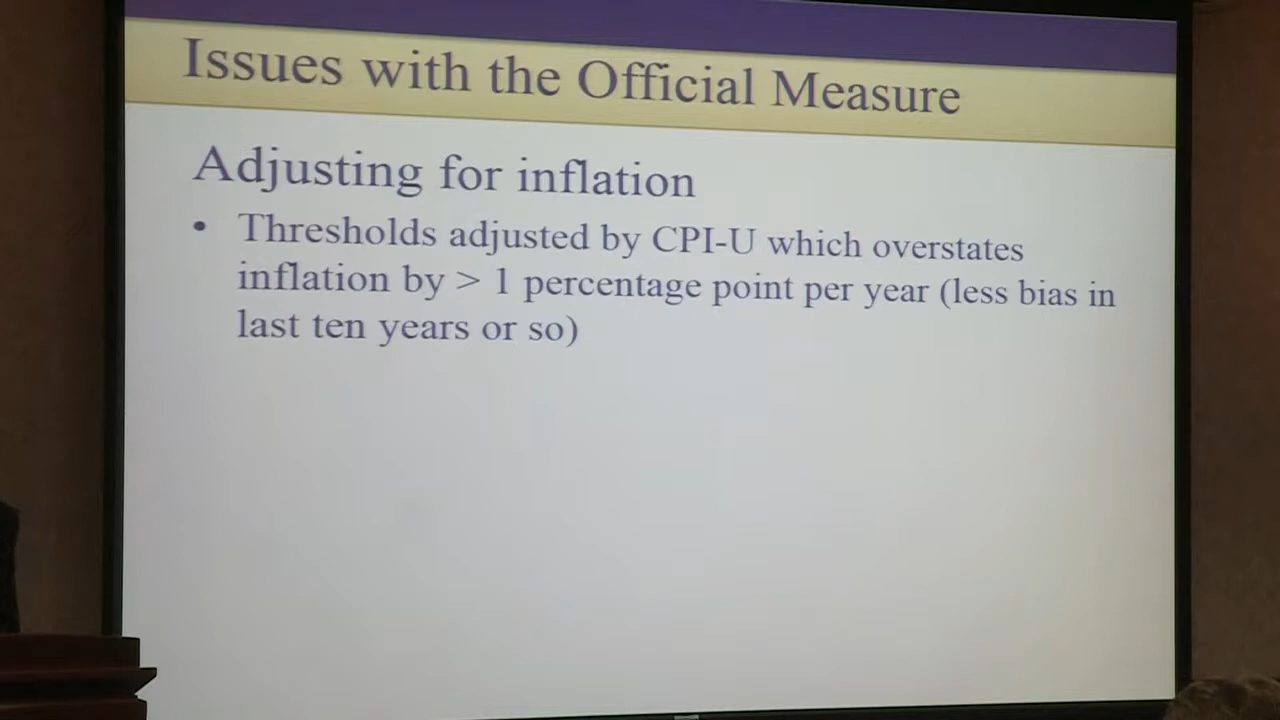 Issues with the Official Measure
Adjusting for inflation
• Thresholds adjusted by CPI-U which overstates
inflation by > 1 percentage point per year (less bias in
last ten years or so)